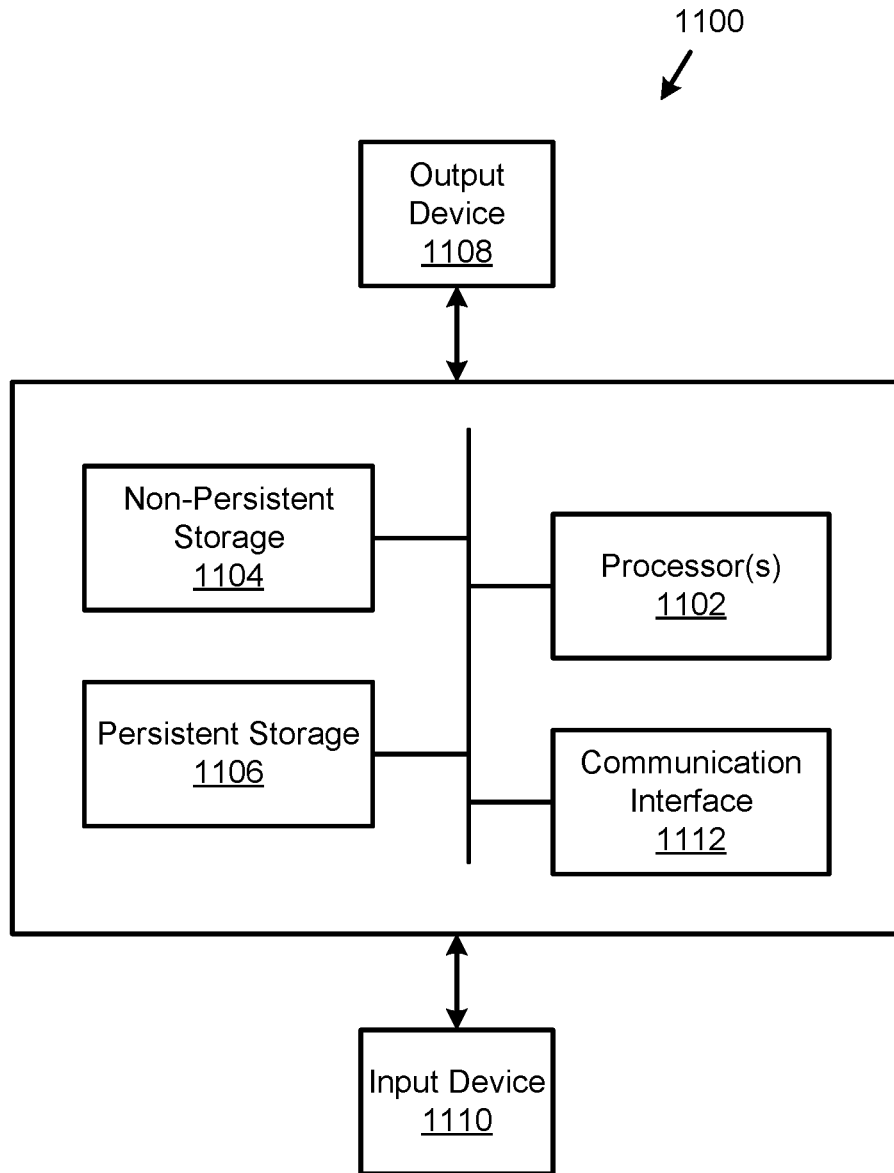 1100
Output
Device
1108
Non-Persistent
Storage
1104
Processor(s)
1102
Persistent Storage
1106
Communication
Interface
1112
Input Device
1110